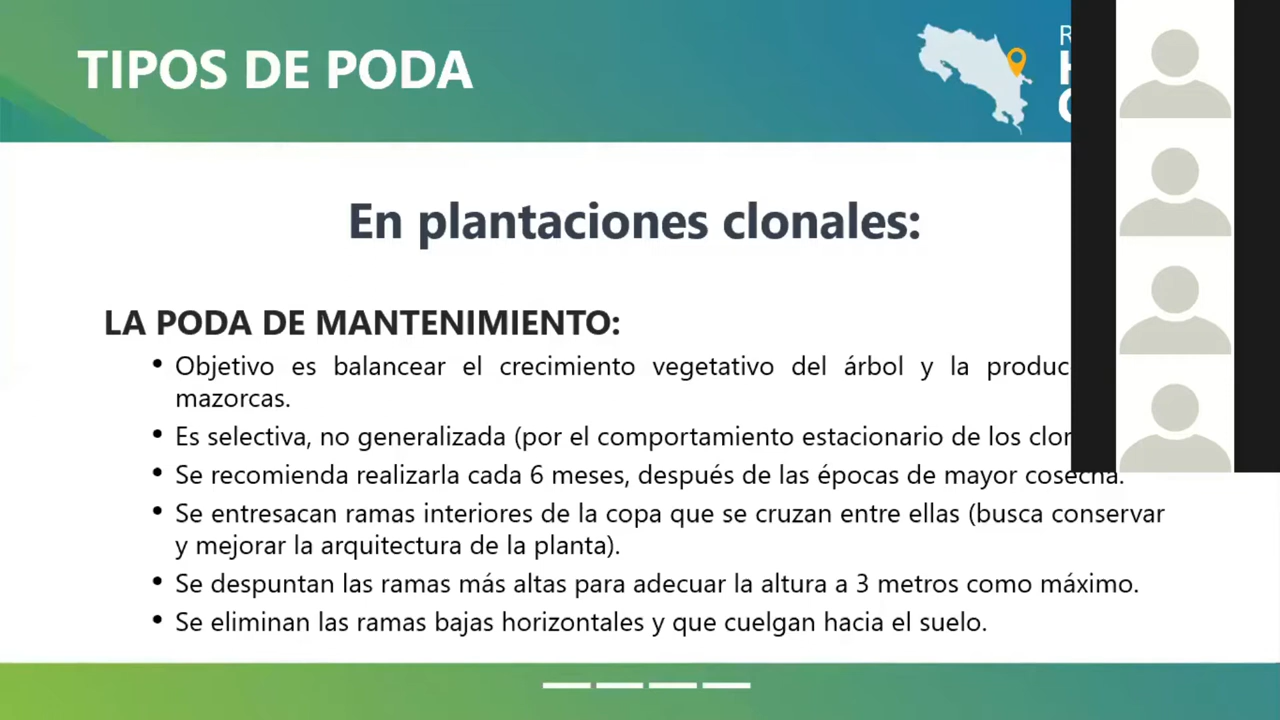 TIPOS DE PODA
En plantaciones clonales:
LA PODA DE MANTENIMIENTO:
• Objetivo es balancear el crecimiento vegetativo del árbol y la
mazorcas.
• Es selectiva, no generalizada (por el comportamiento estacionario de los
• Se recomienda realizarla cada 6 meses, después de las épocas de mayor cosecha.
• Se entresacan ramas interiores de la copa que se cruzan entre ellas (busca conservar
y mejorar la arquitectura de la planta).
• Se despuntan las ramas más altas para adecuar la altura a 3 metros como máximo.
• Se eliminan las ramas bajas horizontales y que cuelgan hacia el suelo.